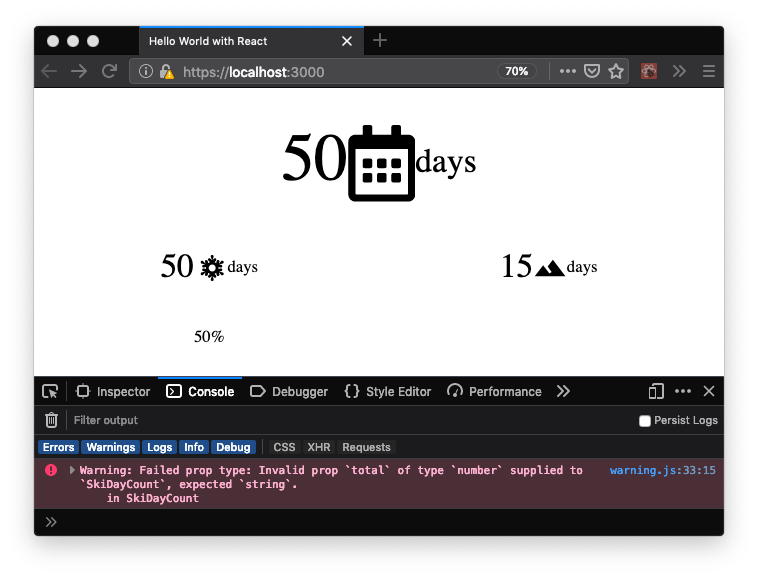 Hello World with React
https://localhost:3000
70%
50 days
50 days
15 days
50%
Inspector Console Debugger {} Style Editor Performance
Filter output
Persist Logs
Errors Warnings Logs Info Debug CSS XHR Requests
Warning: Failed prop type: Invalid prop `total` of type `number` supplied to warning.js:33:15
`SkiDayCount`, expected `string`.
in SkiDayCount